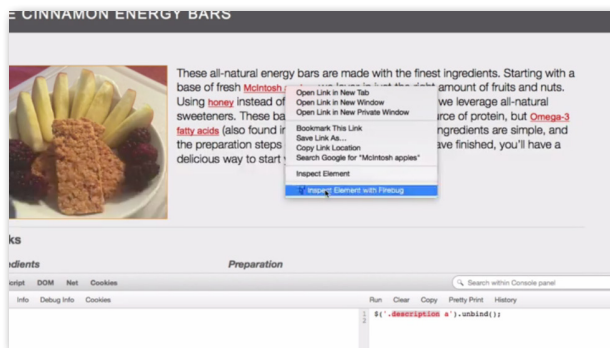 E CINNAMON ENERGY BARS
These all-natural energy bars are made with the finest ingredients. Starting with a
base of fresh McIntosh amount of fruits and nuts.
Using honey instead of we leverage all-natural
sweeteners. These ba rce of protein, but Omega-3
fatty acids (also found in ngredients are simple, and
the preparation steps ave finished, you'll have a
delicious way to start
Open Link in New Tab
Open Link in New Window
Open Link in New Private Window
Bookmark This Link
Save Link As...
Copy Link Location
Search Google for "McIntosh apples"
Inspect Element
Inspect Element with Firebug
ks
edients
Preparation
cript DOM Net Cookies
Search within Console panel
Info Debug Info Cookies
Run Clear Copy Pretty Print History
1 $('.description a').unbind();
2